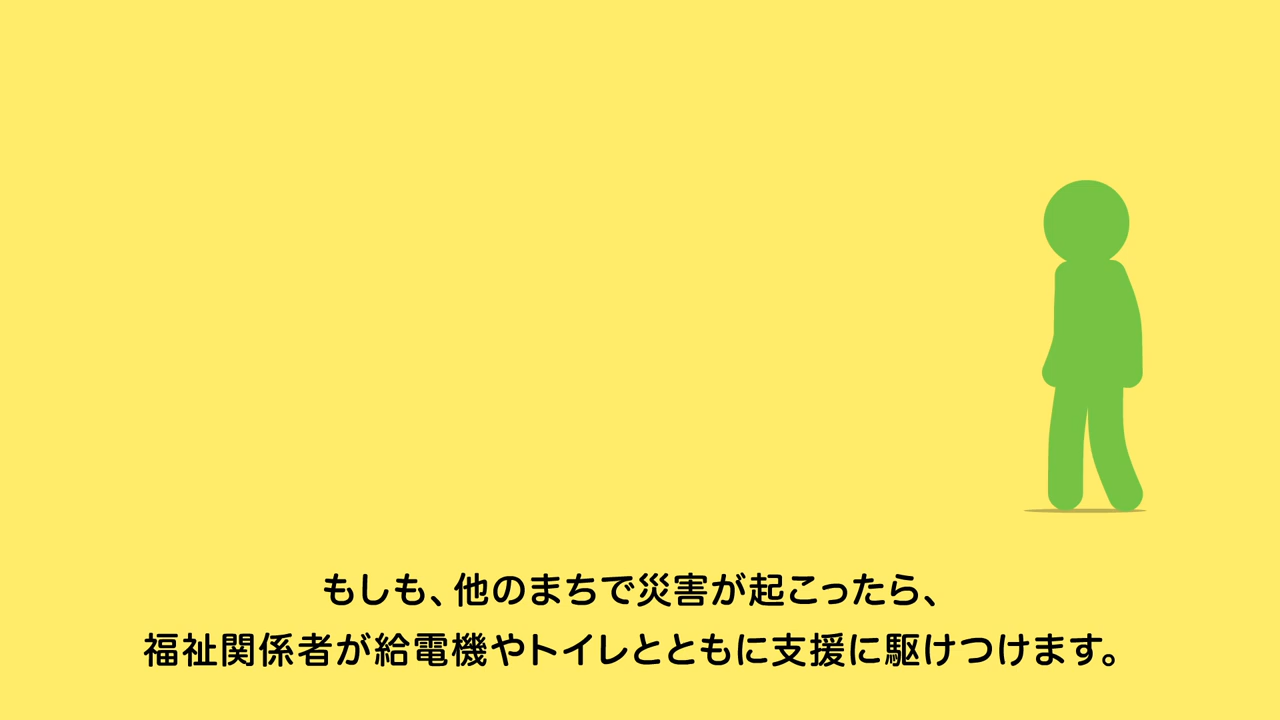 もしも、他のまちで災害が起こったら、
福祉関係者が給電機やトイレとともに支援に駆けつけます。